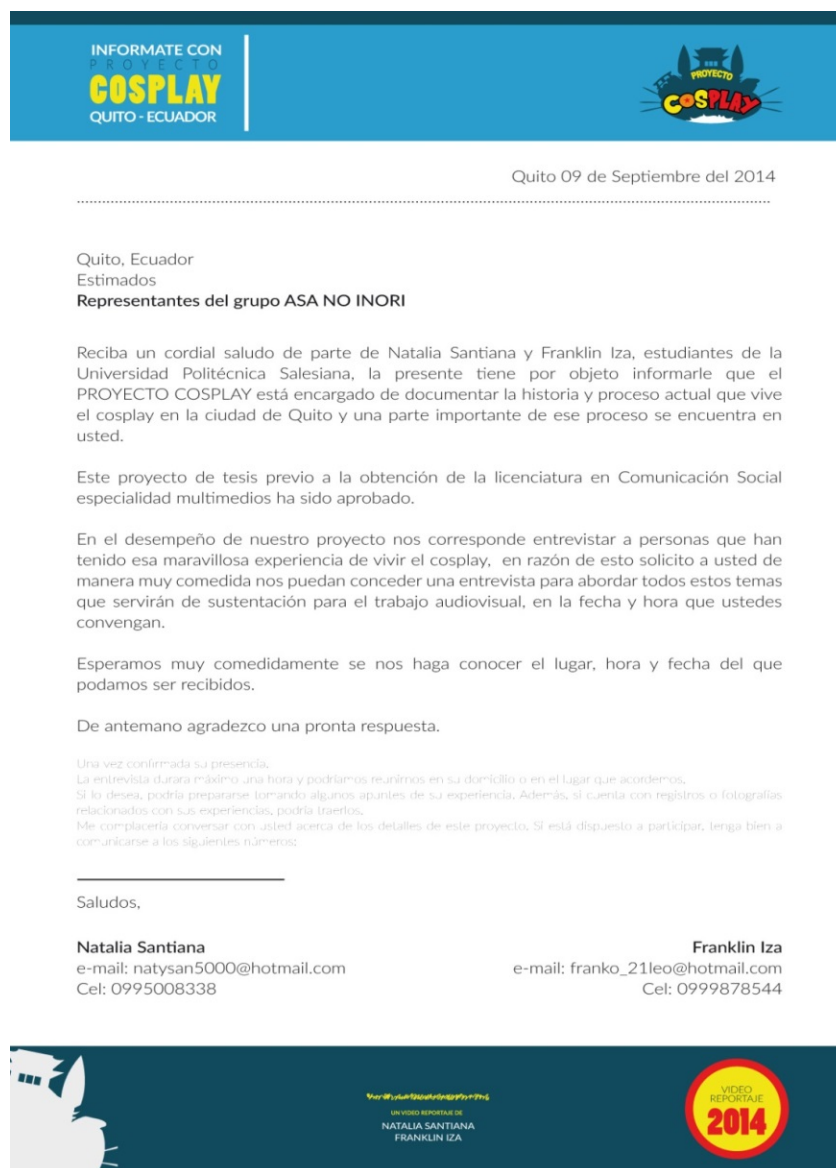 INFORMATE CON
PROYECTO
COSPLAY
QUITO - ECUADOR
PROYECTO
COSPLAY
Quito 09 de Septiembre del 2014
Quito, Ecuador
Estimados
Representantes del grupo ASA NO INORI
Reciba un cordial saludo de parte de Natalia Santiana y Franklin Iza, estudiantes de la
Universidad Politécnica Salesiana, la presente tiene por objeto informarle que el
PROYECTO COSPLAY está encargado de documentar la historia y proceso actual que vive
el cosplay en la ciudad de Quito y una parte importante de ese proceso se encuentra en
usted.
Este proyecto de tesis previo a la obtención de la licenciatura en Comunicación Social
especialidad multimedios ha sido aprobado.
En el desempeño de nuestro proyecto nos corresponde entrevistar a personas que han
tenido esa maravillosa experiencia de vivir el cosplay, en razón de esto solicito a usted de
manera muy comedida nos puedan conceder una entrevista para abordar todos estos temas
que servirán de sustentación para el trabajo audiovisual, en la fecha y hora que ustedes
convengan.
Esperamos muy comedidamente se nos haga conocer el lugar, hora y fecha del que
podamos ser recibidos.
De antemano agradezco una pronta respuesta.
Una vez confirmada su presencia.
La entrevista durara máximo una hora y podríamos reunirnos en su domicilio o en el lugar que acordemos.
Si lo desea, podría prepararse tomando algunos apuntes de su experiencia. Además, si cuenta con registros o fotografías
relacionados con sus experiencias, podría traerlos.
Me complacería conversar con usted acerca de los detalles de este proyecto. Si está dispuesto a participar, tenga bien a
comunicarse a los siguientes números:
Saludos,
Natalia Santiana
e-mail: natysan5000@hotmail.com
Cel: 0995008338
Franklin Iza
e-mail: franko_21leo@hotmail.com
Cel: 0999878544
UN VIDEO REPORTAJE DE
NATALIA SANTIANA
FRANKLIN IZA
VIDEO
REPORTAJE
2014